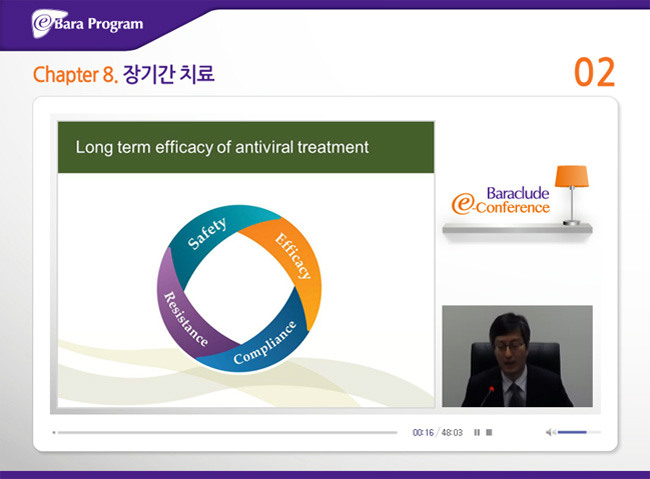 e Bara Program
Chapter 8. 장기간 치료
02
Long term efficacy of antiviral treatment
Safety
Efficacy
Resistance
Compliance
Baraclude
e-Conference
00:16 / 48:03